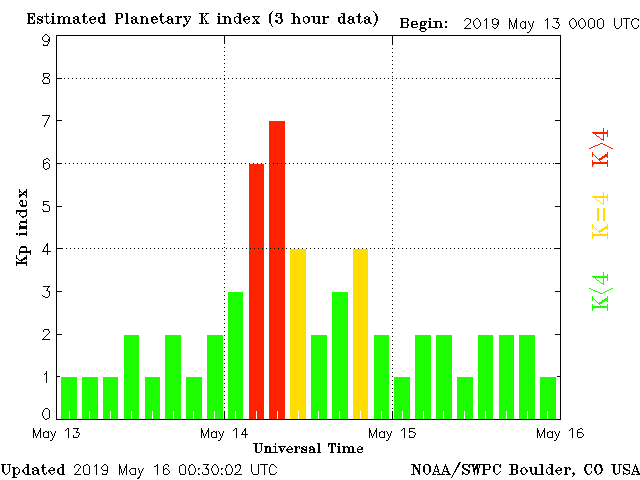 Estimated Planetary K index (3 hour data) Begin: 2019 May 13 0000 UTC
9
8
7
6
5
4
3
2
1
0
Kp index
K>4
K=4
K<4
May 13 May 14 May 15 May 16
Universal Time
Updated 2019 May 16 00:30:02 UTC NOAA/SWPC Boulder, CO USA